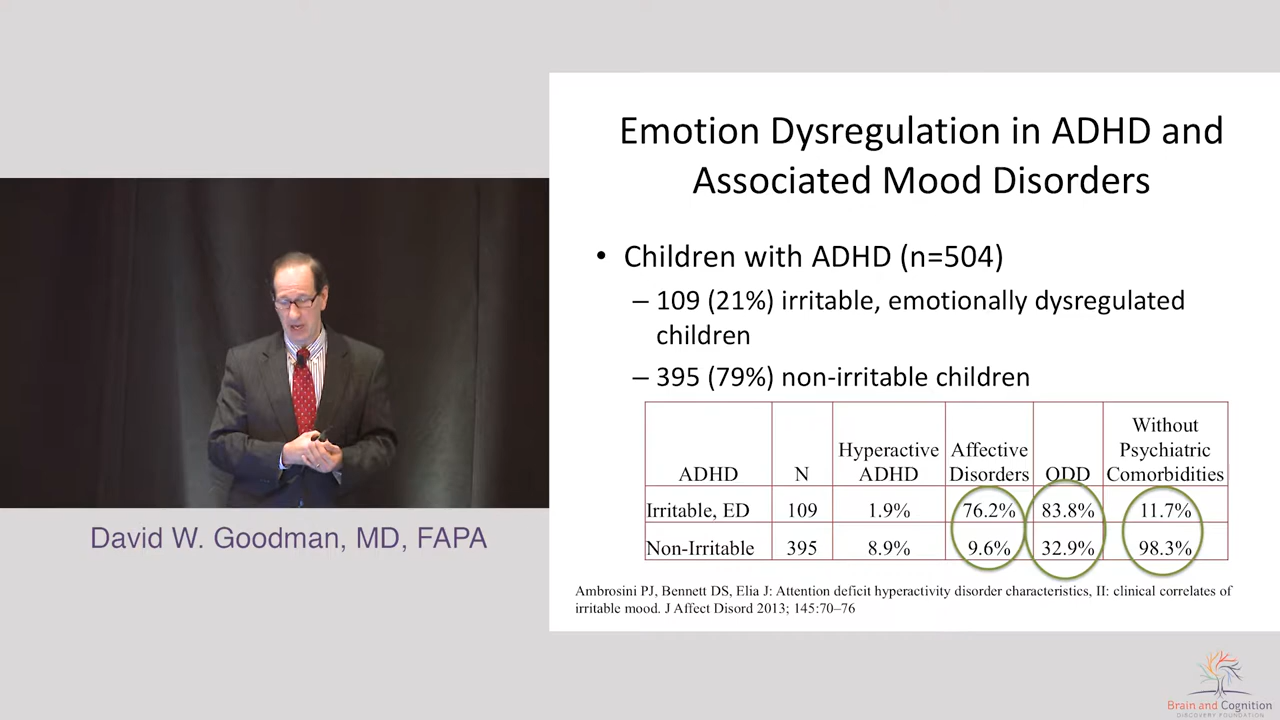 Emotion Dysregulation in ADHD and
Associated Mood Disorders
• Children with ADHD (n=504)
– 109 (21%) irritable, emotionally dysregulated
children
– 395 (79%) non-irritable children
ADHD N Hyperactive ADHD Affective Disorders ODD Without Psychiatric Comorbidities
Irritable, ED 109 1.9% 76.2% 83.8% 11.7%
Non-Irritable 395 8.9% 9.6% 32.9% 98.3%
Ambrosini PJ, Bennett DS, Elia J: Attention deficit hyperactivity disorder characteristics, II: clinical correlates of
irritable mood. J Affect Disord 2013; 145:70–76
David W. Goodman, MD, FAPA
Brain and Cognition
DISCOVERY FOUNDATION